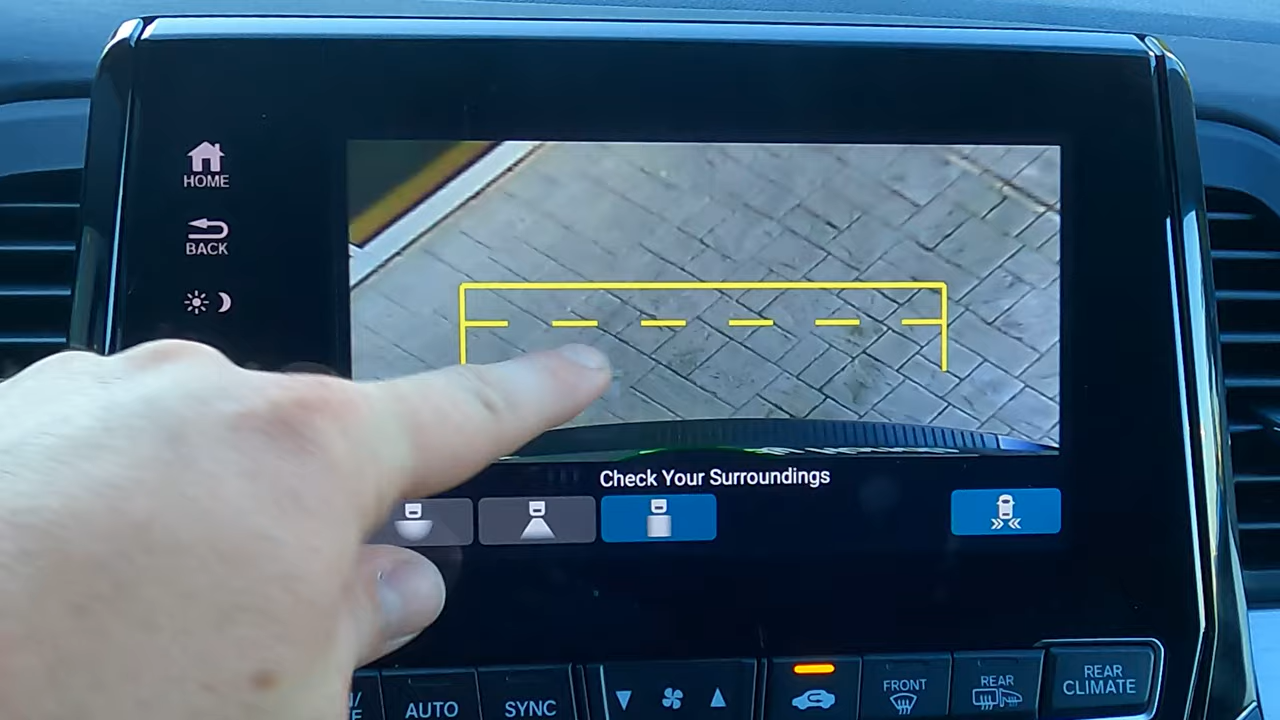 HOME
BACK
Check Your Surroundings
AUTO
SYNC
FRONT
REAR
REAR
CLIMATE